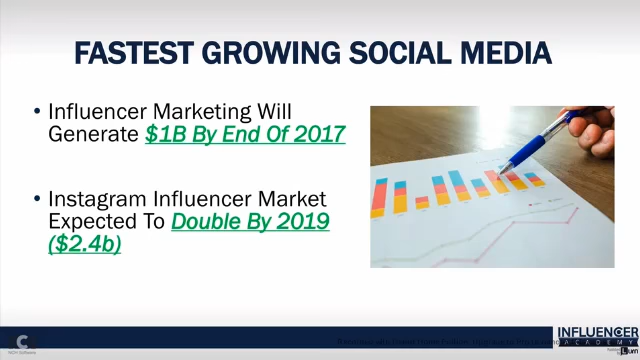 FASTEST GROWING SOCIAL MEDIA
• Influencer Marketing Will
Generate $1B By End Of 2017
• Instagram Influencer Market
Expected To Double By 2019
($2.4b)
INFLUENCER
ACADEMY
C